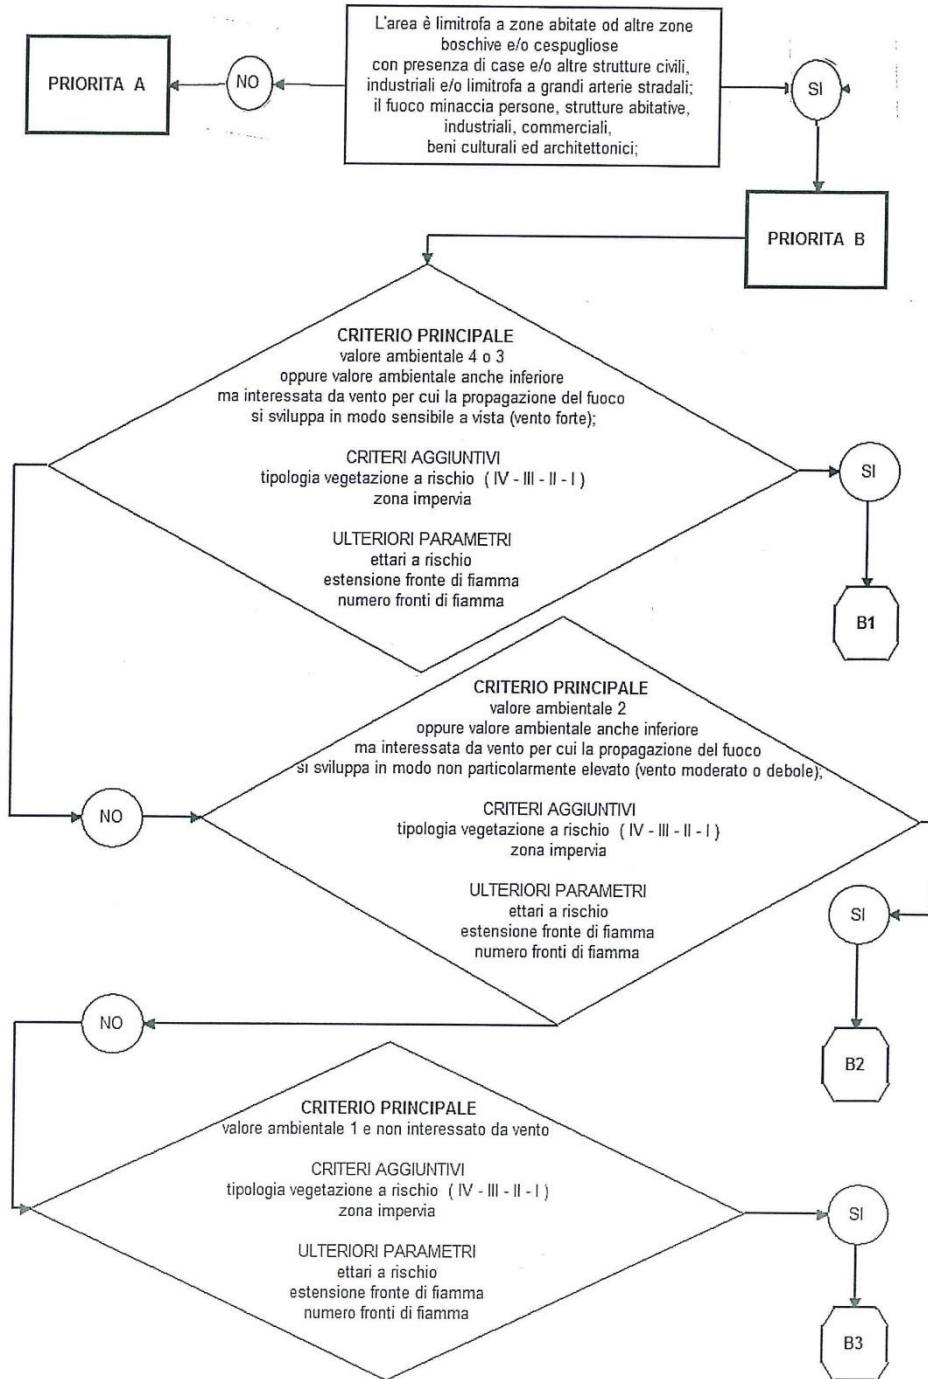 L'area è limitrofa a zone abitate od altre zone
boschive e/o cespugliose
con presenza di case e/o altre strutture civili,
industriali e/o limitrofa a grandi arterie stradali;
il fuoco minaccia persone, strutture abitative,
industriali, commerciali,
beni culturali ed architettonici;
PRIORITA A
NO
SI
PRIORITA B
CRITERIO PRINCIPALE
valore ambientale 4 o 3
oppure valore ambientale anche inferiore
ma interessata da vento per cui la propagazione del fuoco
si sviluppa in modo sensibile a vista (vento forte);
CRITERI AGGIUNTIVI
tipologia vegetazione a rischio ( IV - III - II - I )
zona impervia
ULTERIORI PARAMETRI
ettari a rischio
estensione fronte di fiamma
numero fronti di fiamma
SI
B1
NO
CRITERIO PRINCIPALE
valore ambientale 2
oppure valore ambientale anche inferiore
ma interessata da vento per cui la propagazione del fuoco
si sviluppa in modo non particolarmente elevato (vento moderato o debole);
CRITERI AGGIUNTIVI
tipologia vegetazione a rischio ( IV - III - II - I )
zona impervia
ULTERIORI PARAMETRI
ettari a rischio
estensione fronte di fiamma
numero fronti di fiamma
SI
B2
NO
CRITERIO PRINCIPALE
valore ambientale 1 e non interessato da vento
CRITERI AGGIUNTIVI
tipologia vegetazione a rischio ( IV - III - II - I )
zona impervia
ULTERIORI PARAMETRI
ettari a rischio
estensione fronte di fiamma
numero fronti di fiamma
SI
B3